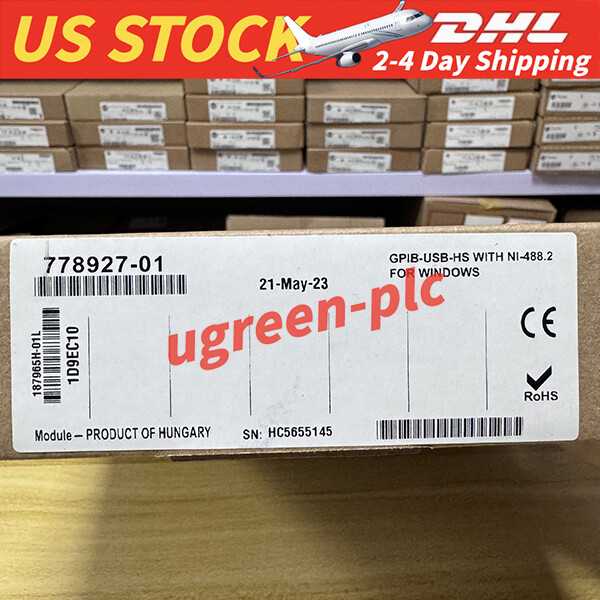 US STOCK
DHL
2-4 Day Shipping
778927-01
21-May-23
GPIB-USB-HS WITH NI-488.2
FOR WINDOWS
187965H-01L
1D9EC10
ugreen-plc
CE
RoHS
Module – PRODUCT OF HUNGARY
SN: HC5655145